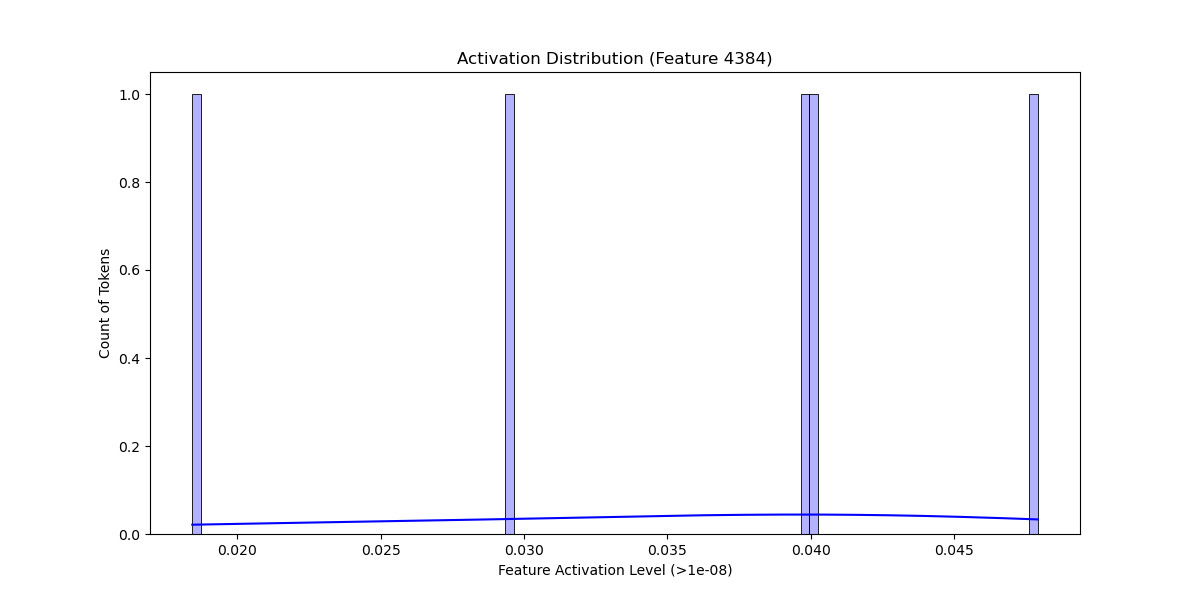 Activation Distribution (Feature 4384)
1.0
0.8
0.6
0.4
0.2
0.0
Count of Tokens
0.020 0.025 0.030 0.035 0.040 0.045
Feature Activation Level (>1e-08)